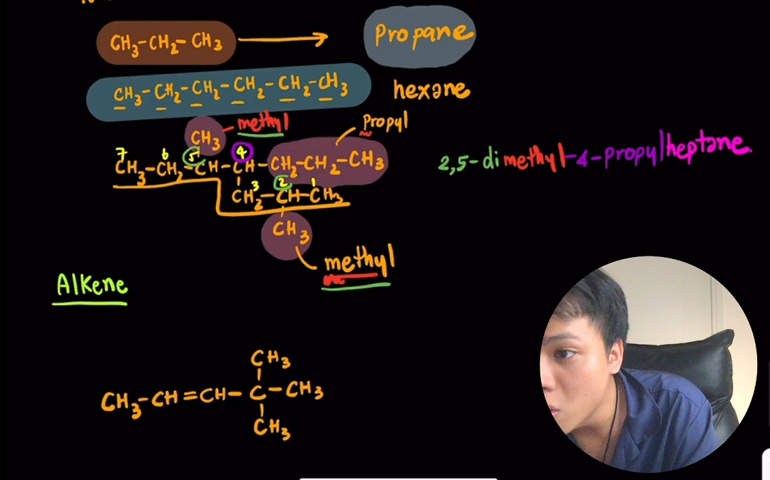 CH3-CH2-CH3 → Propane
CH3-CH2-CH2-CH2-CH2-CH3 hexane
CH3 - methyl Propyl
7 6 5 4
CH3-CH2-CH-CH-CH2-CH2-CH3 2,5-dimethyl-4-propylheptane
3 2 1
CH2-CH-CH3
CH3
methyl
Alkene
CH3
CH3-CH=CH-C-CH3
CH3